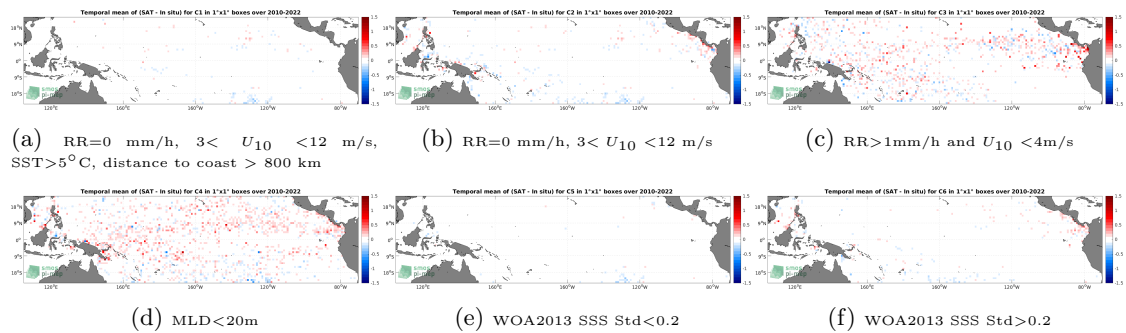 Temporal mean of (SAT - In situ) for C1 in 1°x1° boxes over 2010-2022
Temporal mean of (SAT - In situ) for C2 in 1°x1° boxes over 2010-2022
Temporal mean of (SAT - In situ) for C3 in 1°x1° boxes over 2010-2022
(a) RR=0 mm/h, 3< U10 <12 m/s,
SST>5°C, distance to coast > 800 km
(b) RR=0 mm/h, 3< U10 <12 m/s
(c) RR>1mm/h and U10 <4m/s
Temporal mean of (SAT - In situ) for C4 in 1°x1° boxes over 2010-2022
Temporal mean of (SAT - In situ) for C5 in 1°x1° boxes over 2010-2022
Temporal mean of (SAT - In situ) for C6 in 1°x1° boxes over 2010-2022
(d) MLD<20m
(e) WOA2013 SSS Std<0.2
(f) WOA2013 SSS Std>0.2